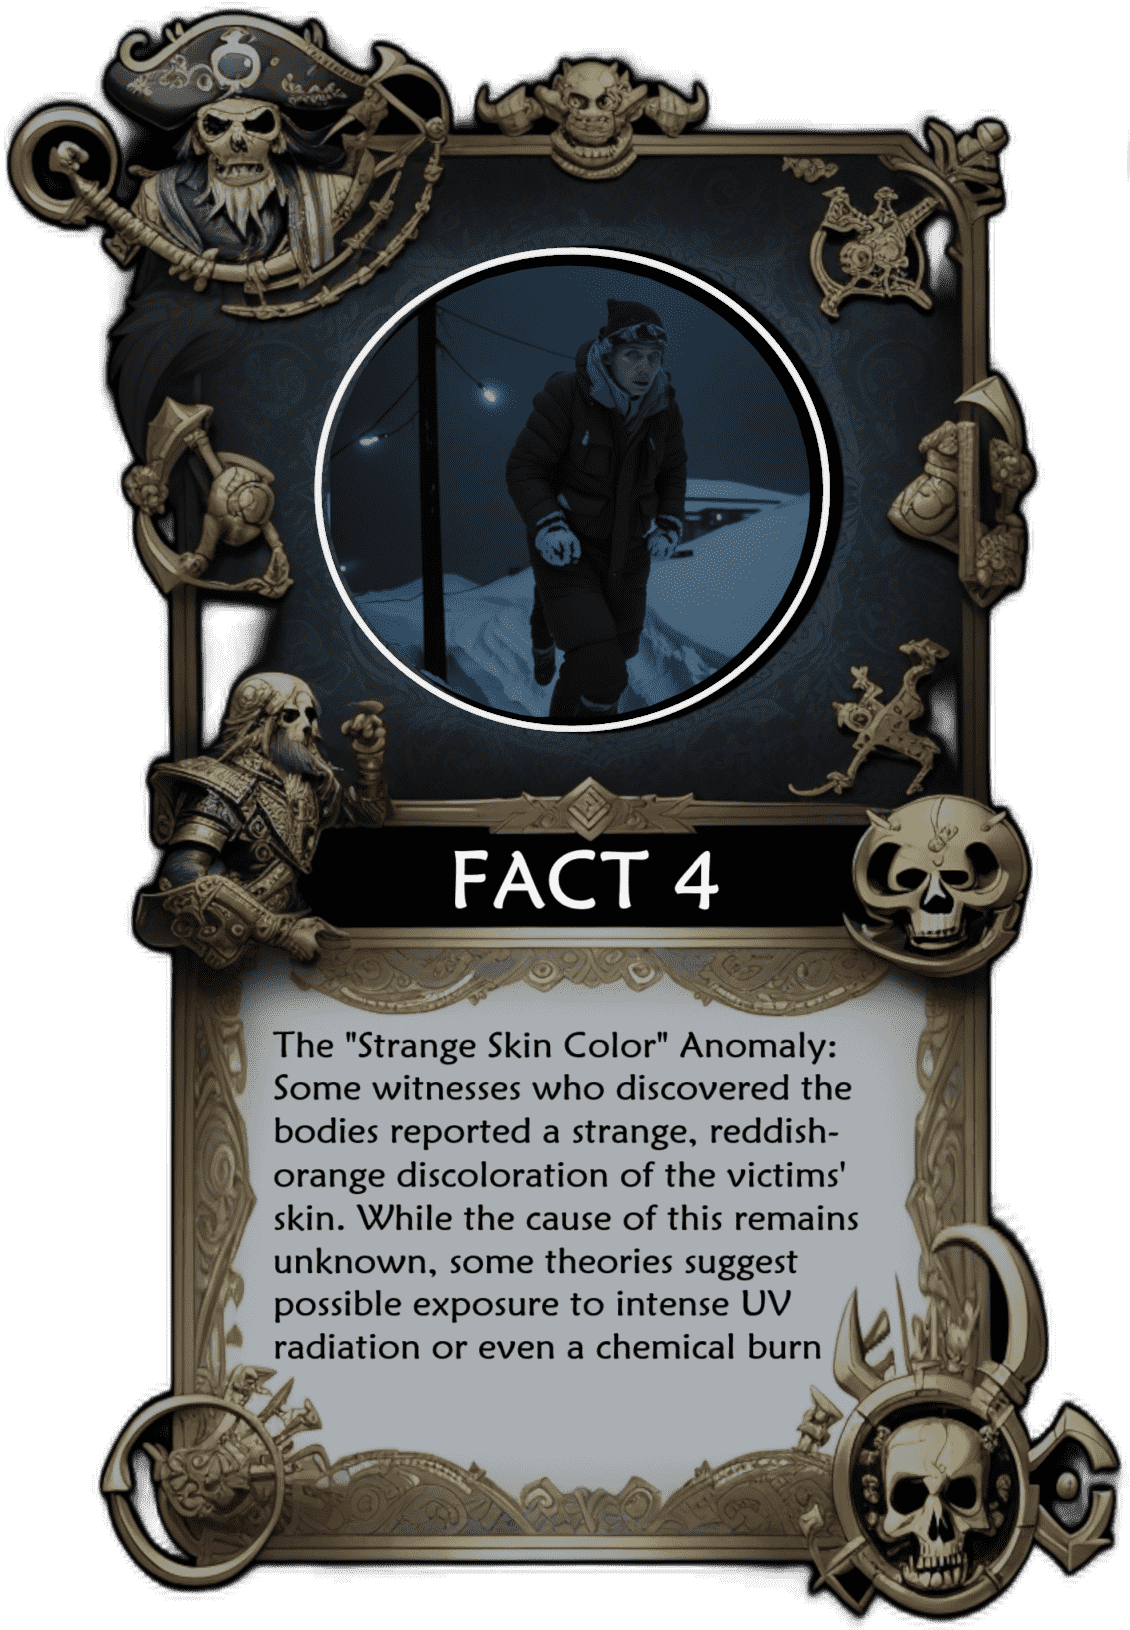 FACT 4
The "Strange Skin Color" Anomaly:
Some witnesses who discovered the
bodies reported a strange, reddish-
orange discoloration of the victims'
skin. While the cause of this remains
unknown, some theories suggest
possible exposure to intense UV
radiation or even a chemical burn